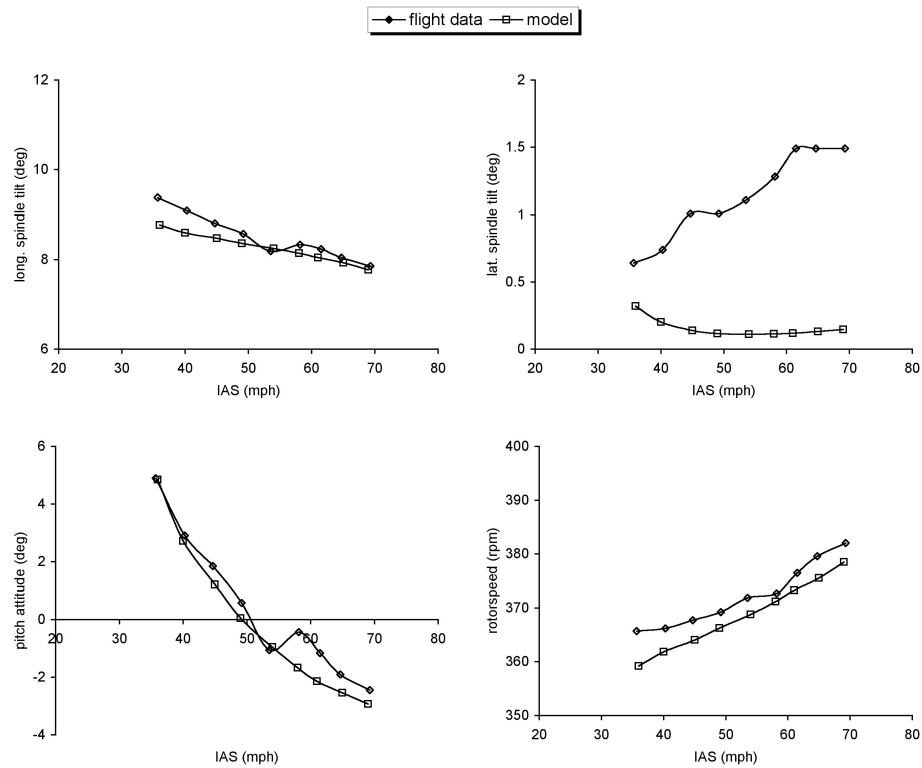 flight data model
12
10
8
6
20 30 40 50 60 70 80
IAS (mph)
long. spindle tilt (deg)
2
1.5
1
0.5
0
20 30 40 50 60 70 80
IAS (mph)
lat. spindle tilt (deg)
6
4
2
0
-2
-4
20 30 40 50 60 70 80
IAS (mph)
pitch attitude (deg)
400
390
380
370
360
350
20 30 40 50 60 70 80
IAS (mph)
rotorspeed (rpm)